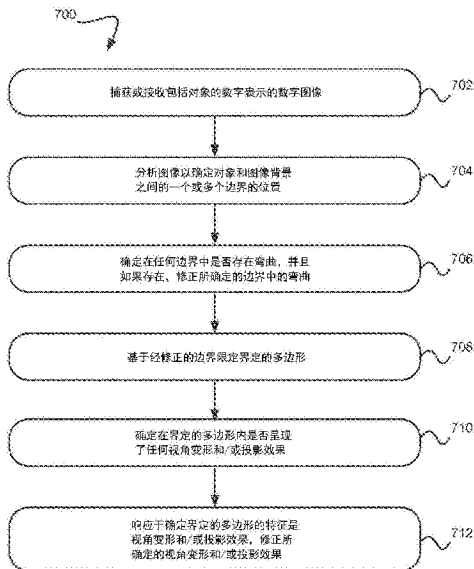 700
捕获或接收包括对象的数字表示的数字图像
702
分析图像以确定对象和图像背景
之间的一个或多个边界的位置
704
确定在任何边界中是否存在弯曲，并且
如果存在、修正所确定的边界中的弯曲
706
基于经修正的边界限定界定的多边形
708
确定在界定的多边形内是否呈现
了任何视角变形和/或投影效果
710
响应于确定界定的多边形的特征是
视角变形和/或投影效果，修正所
确定的视角变形和/或投影效果
712